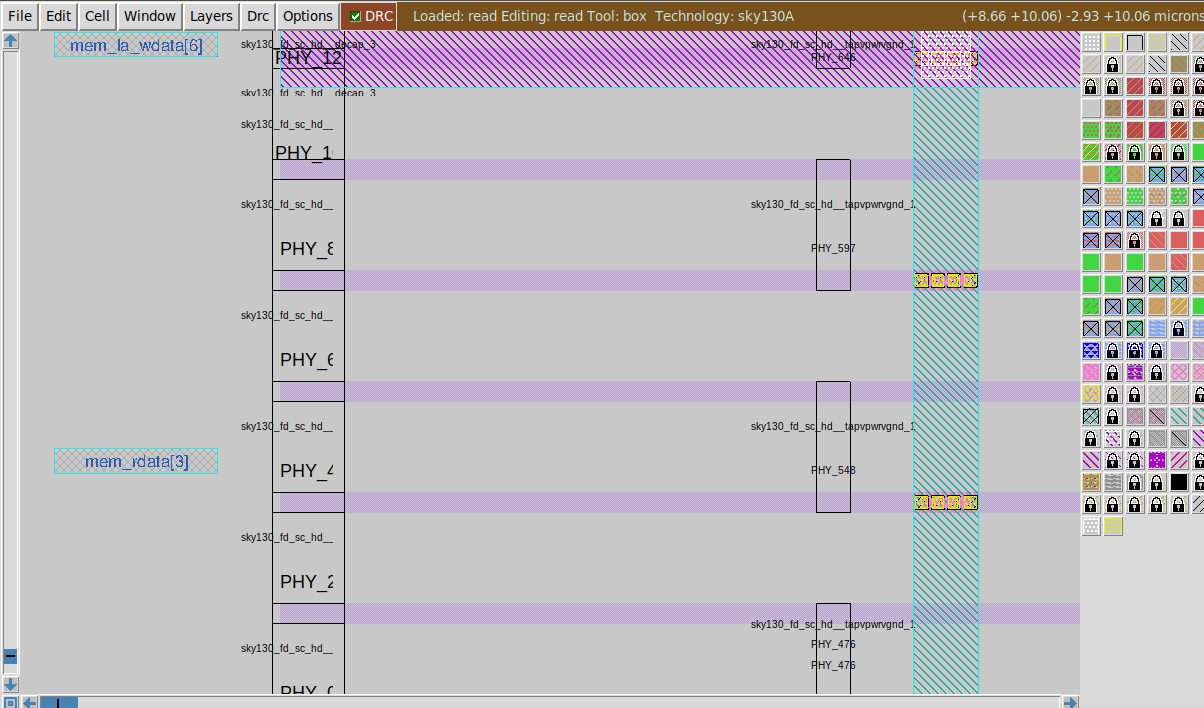 File Edit Cell Window Layers Drc Options DRC Loaded: read Editing: read Tool: box Technology: sky130A (+8.66 +10.06) -2.93 +10.06 microns
mem_la_wdata[6] sky130_fd_sc_hd__decap_3 sky130_fd_sc_hd__tapvpwrvgnd_1
PHY_12 PHY_646
sky130_fd_sc_hd__decap_3
sky130_fd_sc_hd__
PHY_1
sky130_fd_sc_hd__ sky130_fd_sc_hd__tapvpwrvgnd_1
PHY_8 PHY_597
sky130_fd_sc_hd__
PHY_6
sky130_fd_sc_hd__ sky130_fd_sc_hd__tapvpwrvgnd_1
mem_rdata[3] PHY_4 PHY_548
sky130_fd_sc_hd__
PHY_2
sky130_fd_sc_hd__tapvpwrvgnd_1
sky130_fd_sc_hd__ PHY_476
PHY_476
PHY_0